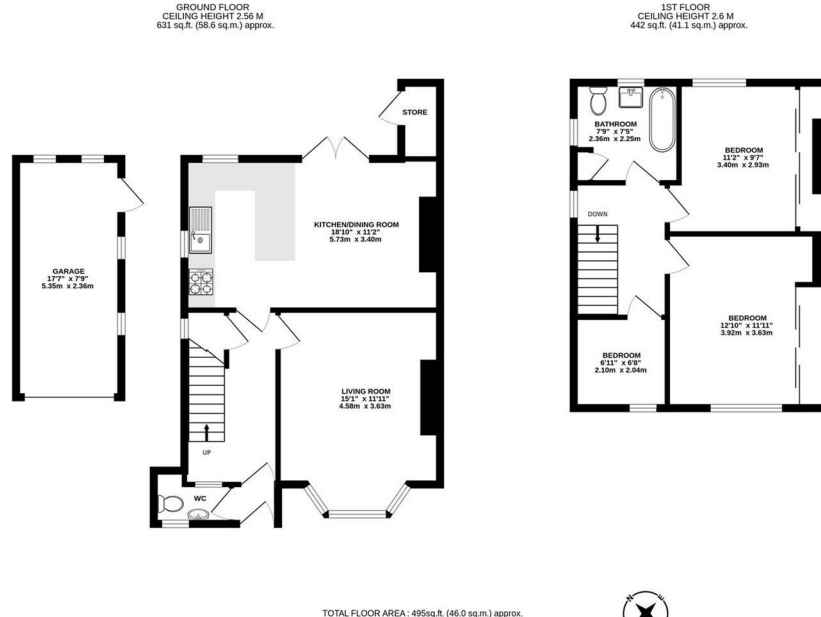 GROUND FLOOR
CEILING HEIGHT 2.56 M
631 sq.ft. (58.6 sq.m.) approx.
1ST FLOOR
CEILING HEIGHT 2.6 M
442 sq.ft. (41.1 sq.m.) approx.
STORE
BATHROOM
7'9" x 7'5"
2.36m x 2.25m
BEDROOM
11'2" x 9'7"
3.40m x 2.93m
KITCHEN/DINING ROOM
18'10" x 11'2"
5.73m x 3.40m
DOWN
GARAGE
17'7" x 7'9"
5.35m x 2.36m
BEDROOM
12'10" x 11'11"
3.92m x 3.63m
BEDROOM
6'11" x 6'8"
2.10m x 2.04m
LIVING ROOM
15'1" x 11'11"
4.58m x 3.63m
UP
WC
TOTAL FLOOR AREA : 495sq.ft. (46.0 sq.m.) approx.
N
E